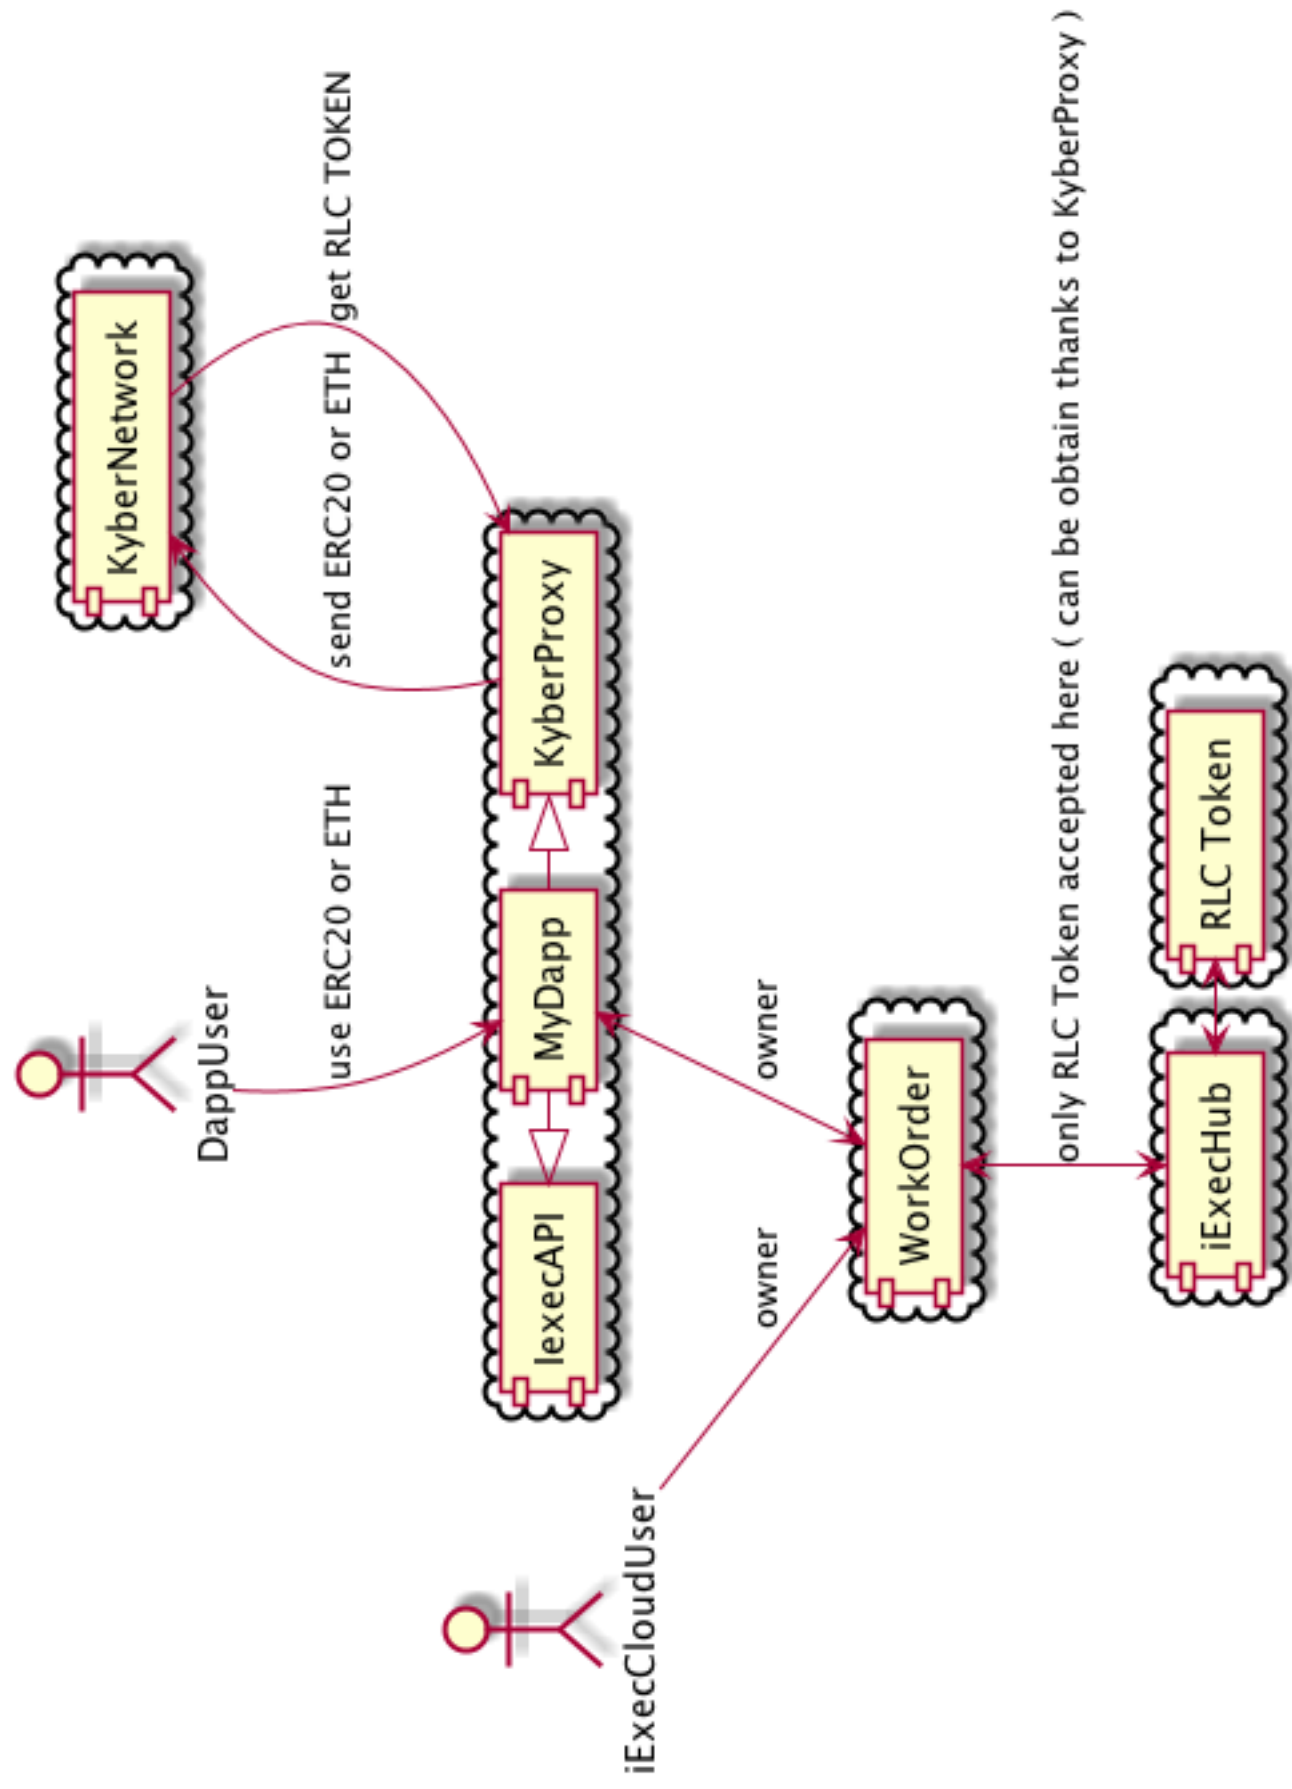 DappUser
KyberNetwork
use ERC20 or ETH
send ERC20 or ETH
get RLC TOKEN
iExecCloudUser
IexecAPI
MyDapp
KyberProxy
owner
owner
WorkOrder
only RLC Token accepted here ( can be obtain thanks to KyberProxy )
iExecHub
RLC Token